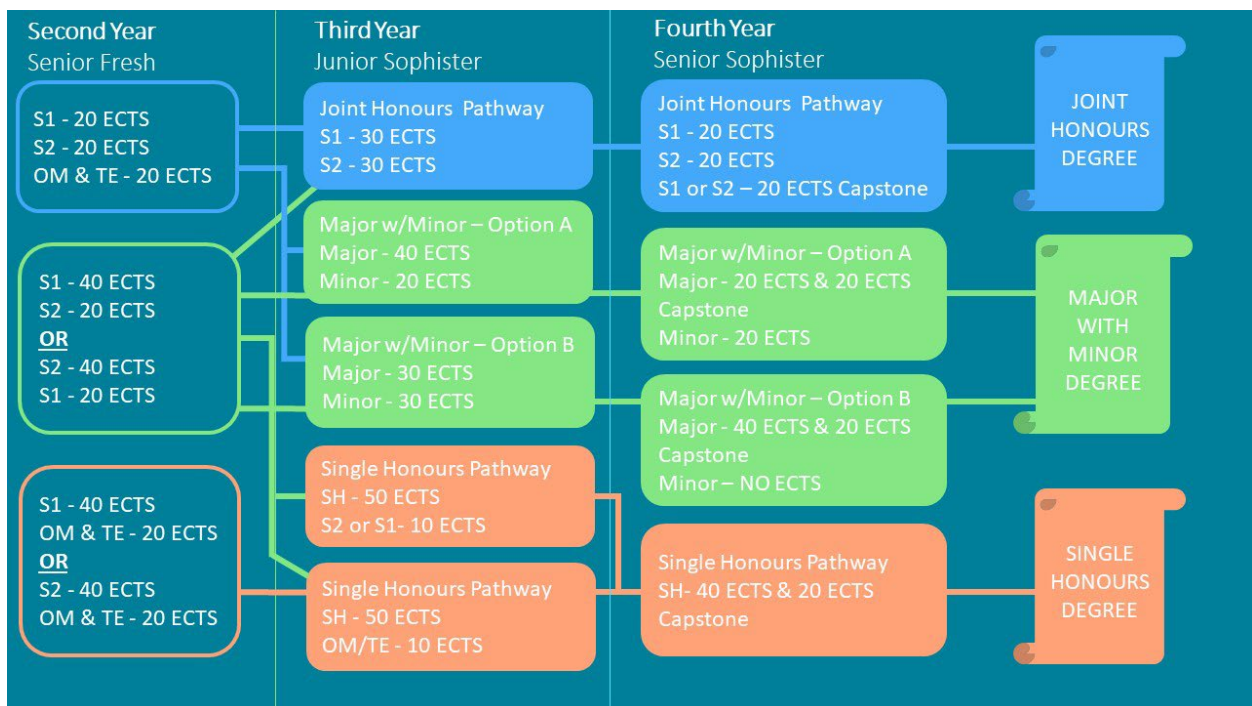 Second Year
Senior Fresh
S1 - 20 ECTS
S2 - 20 ECTS
OM & TE - 20 ECTS
S1 - 40 ECTS
S2 - 20 ECTS
OR
S2 - 40 ECTS
S1 - 20 ECTS
S1 - 40 ECTS
OM & TE - 20 ECTS
OR
S2 - 40 ECTS
OM & TE - 20 ECTS
Third Year
Junior Sophister
Joint Honours Pathway
S1 - 30 ECTS
S2 - 30 ECTS
Major w/Minor – Option A
Major - 40 ECTS
Minor - 20 ECTS
Major w/Minor – Option B
Major - 30 ECTS
Minor - 30 ECTS
Single Honours Pathway
SH - 50 ECTS
S2 or S1- 10 ECTS
Single Honours Pathway
SH - 50 ECTS
OM/TE - 10 ECTS
Fourth Year
Senior Sophister
Joint Honours Pathway
S1 - 20 ECTS
S2 - 20 ECTS
S1 or S2 – 20 ECTS Capstone
Major w/Minor – Option A
Major - 20 ECTS & 20 ECTS
Capstone
Minor - 20 ECTS
Major w/Minor – Option B
Major - 40 ECTS & 20 ECTS
Capstone
Minor – NO ECTS
Single Honours Pathway
SH- 40 ECTS & 20 ECTS
Capstone
JOINT
HONOURS
DEGREE
MAJOR
WITH
MINOR
DEGREE
SINGLE
HONOURS
DEGREE